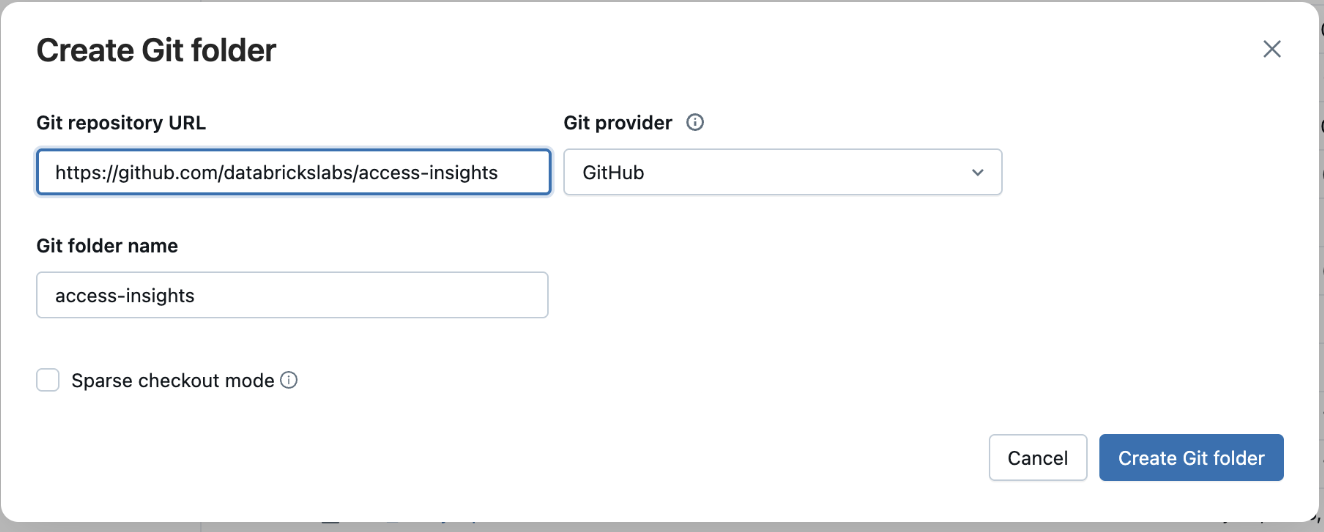 Create Git folder
Git repository URL
Git provider
https://github.com/databrickslabs/access-insights
GitHub
Git folder name
access-insights
Sparse checkout mode
Cancel
Create Git folder